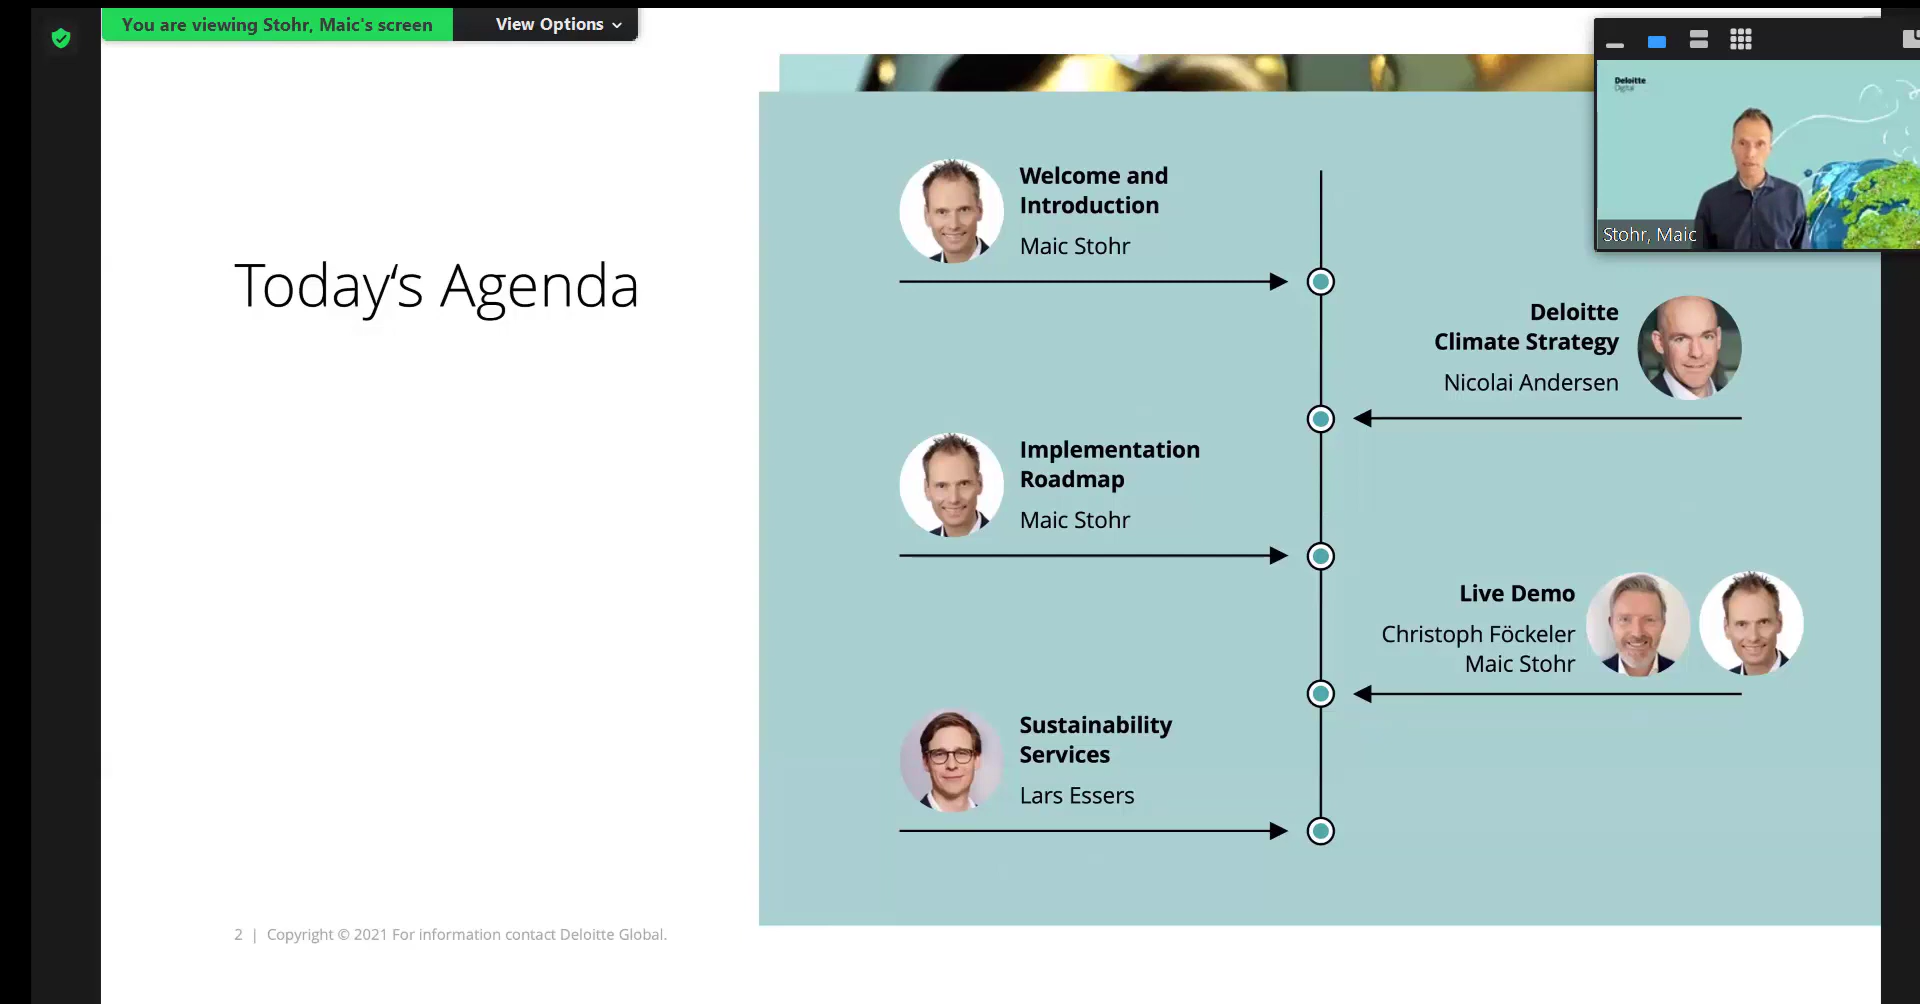 You are viewing Stohr, Maic's screen
View Options
Deloitte
Digital
Stohr, Maic
Today‘s Agenda
Welcome and
Introduction
Maic Stohr
Deloitte
Climate Strategy
Nicolai Andersen
Implementation
Roadmap
Maic Stohr
Live Demo
Christoph Föckeler
Maic Stohr
Sustainability
Services
Lars Essers
2 | Copyright © 2021 For information contact Deloitte Global.